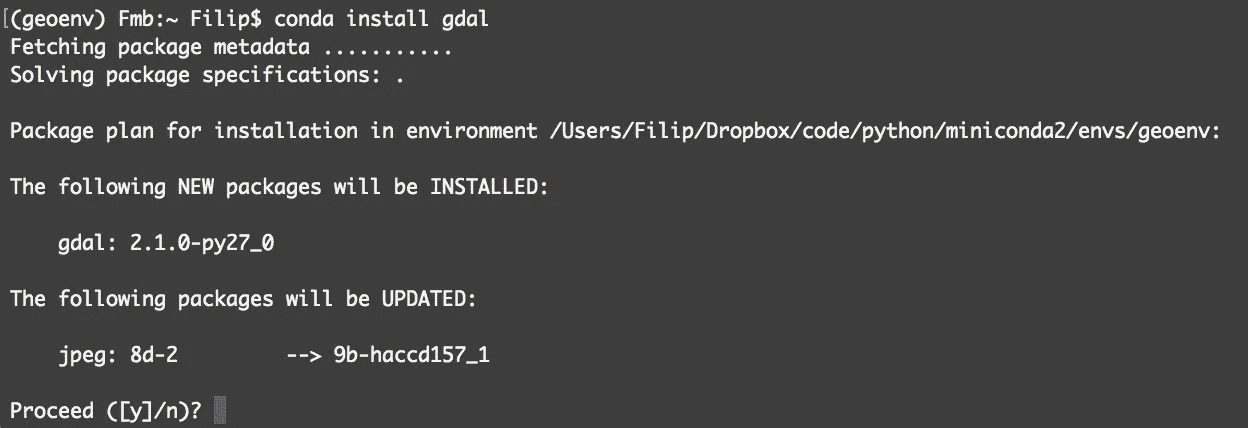 [(geoenv) Fmb:~ Filip$ conda install gdal
Fetching package metadata ...........
Solving package specifications: .
Package plan for installation in environment /Users/Filip/Dropbox/code/python/miniconda2/envs/geoenv:
The following NEW packages will be INSTALLED:
gdal: 2.1.0-py27_0
The following packages will be UPDATED:
jpeg: 8d-2         --> 9b-haccd157_1
Proceed ([y]/n)?